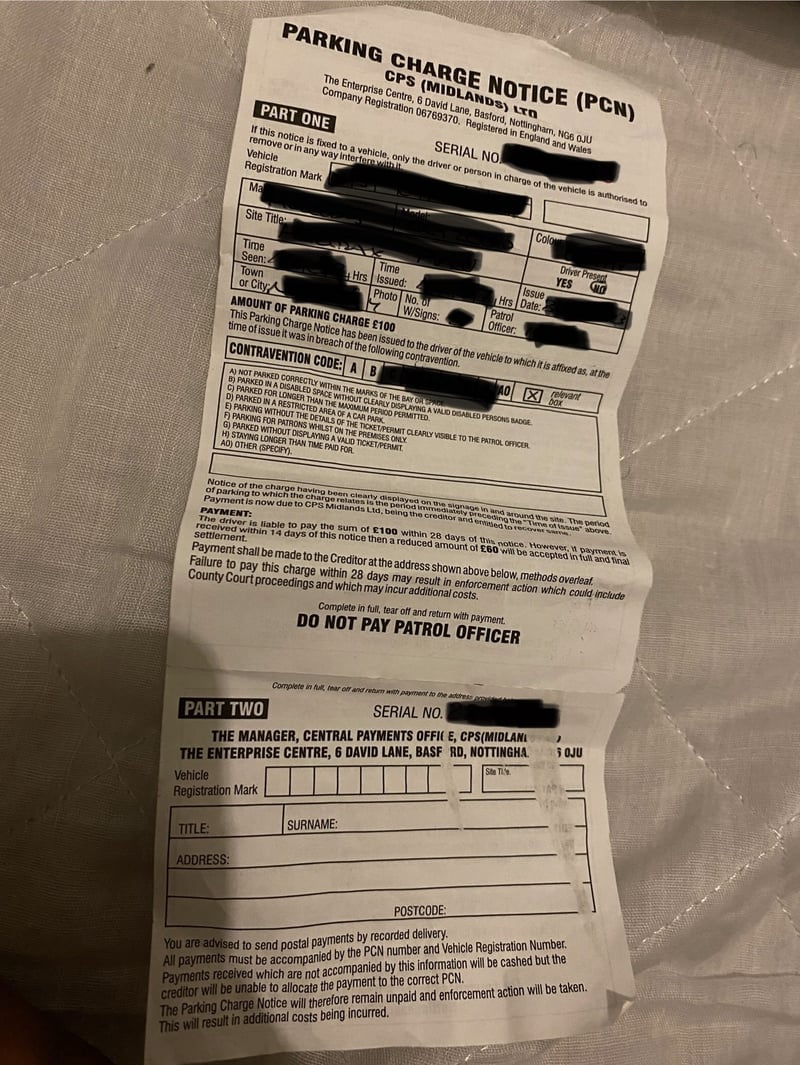 PARKING CHARGE NOTICE (PCN)
CPS (MIDLANDS) LTD
The Enterprise Centre, 6 David Lane, Basford, Nottingham, NG6 0JU
Company Registration 06769370. Registered in England and Wales
PART ONE
SERIAL NO.
If this notice is fixed to a vehicle, only the driver or person in charge of the vehicle is authorised to
remove or in any way interfere with it.
Vehicle
Registration Mark
Model:
Colour
Site Title:
Driver Present
YES NO
Time
Seen:
Hrs
Time
Issued:
Hrs
Issue
Date:
Town
or City:
Photo
No. of
W/Signs:
Patrol
Officer:
AMOUNT OF PARKING CHARGE £100
This Parking Charge Notice has been issued to the driver of the vehicle to which it is affixed as, at the
time of issue it was in breach of the following contravention.
CONTRAVENTION CODE: A B AO X relevant
box
A) NOT PARKED CORRECTLY WITHIN THE MARKS OF THE BAY OR SPACE.
B) PARKED IN A DISABLED SPACE WITHOUT CLEARLY DISPLAYING A VALID DISABLED PERSONS BADGE.
C) PARKED FOR LONGER THAN THE MAXIMUM PERIOD PERMITTED.
D) PARKED IN A RESTRICTED AREA OF A CAR PARK.
E) PARKING WITHOUT THE DETAILS OF THE TICKET/PERMIT CLEARLY VISIBLE TO THE PATROL OFFICER.
F) PARKING FOR PATRONS WHILST ON THE PREMISES ONLY.
G) PARKED WITHOUT DISPLAYING A VALID TICKET/PERMIT.
H) STAYING LONGER THAN TIME PAID FOR.
AO) OTHER (SPECIFY).
Notice of the charge having been clearly displayed on the signage in and around the site. The period
of parking to which the charge relates is the period immediately preceding the "Time of Issue" above.
Payment is now due to CPS Midlands Ltd, being the creditor and entitled to recover same.
PAYMENT:
The driver is liable to pay the sum of £100 within 28 days of this notice. However, if payment is
received within 14 days of this notice then a reduced amount of £60 will be accepted in full and final
settlement.
Payment shall be made to the Creditor at the address shown above below, methods overleaf.
Failure to pay this charge within 28 days may result in enforcement action which could include
County Court proceedings and which may incur additional costs.
Complete in full, tear off and return with payment.
DO NOT PAY PATROL OFFICER
Complete in full, tear off and return with payment to the address
PART TWO
SERIAL NO.
THE MANAGER, CENTRAL PAYMENTS OFFICE, CPS(MIDLAN
THE ENTERPRISE CENTRE, 6 DAVID LANE, BASF RD, NOTTINGHA 0JU
Vehicle
Registration Mark
Site Title
TITLE:
SURNAME:
ADDRESS:
POSTCODE:
You are advised to send postal payments by recorded delivery.
All payments must be accompanied by the PCN number and Vehicle Registration Number.
Payments received which are not accompanied by this information will be cashed but the
creditor will be unable to allocate the payment to the correct PCN.
The Parking Charge Notice will therefore remain unpaid and enforcement action will be taken.
This will result in additional costs being incurred.